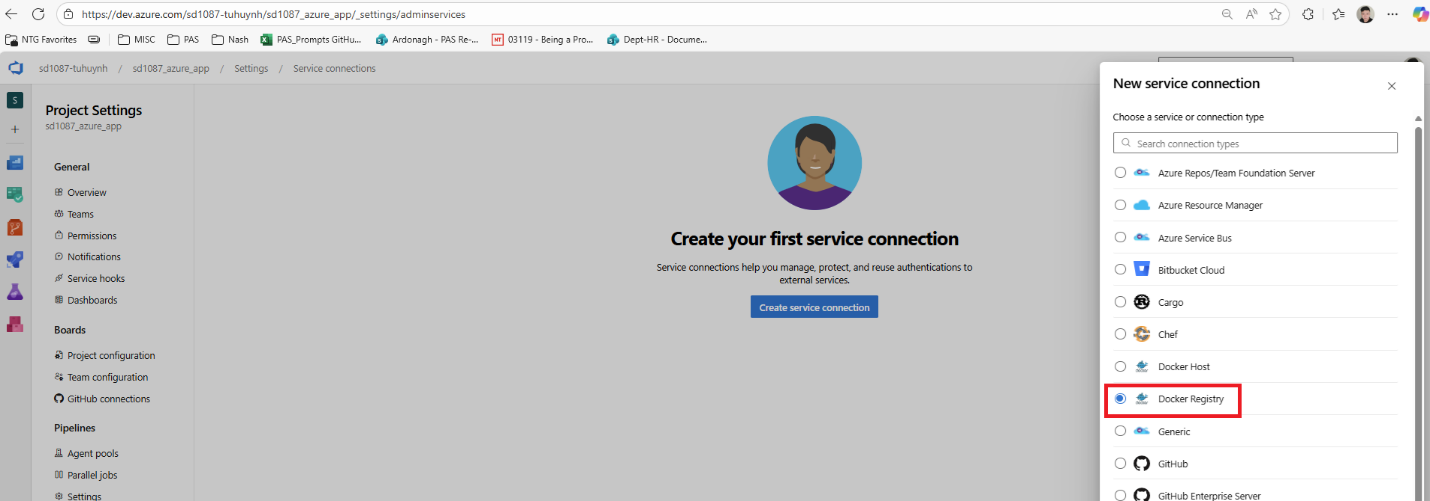 https://dev.azure.com/sd1087-tuhuynh/sd1087_azure_app/_settings/adminservices
NTG Favorites
MISC
PAS
Nash
PAS_Prompts GitHu...
Ardonagh - PAS Re-...
NT
03119 - Being a Pro...
Dept-HR - Docume...
sd1087-tuhuynh / sd1087_azure_app / Settings / Service connections
S
Project Settings
sd1087_azure_app
General
Overview
Teams
Permissions
Notifications
Service hooks
Dashboards
Boards
Project configuration
Team configuration
GitHub connections
Pipelines
Agent pools
Parallel jobs
Settings
Create your first service connection
Service connections help you manage, protect, and reuse authentications to
external services.
Create service connection
New service connection
Choose a service or connection type
Search connection types
Azure Repos/Team Foundation Server
Azure Resource Manager
Azure Service Bus
Bitbucket Cloud
Cargo
Chef
Docker Host
Docker Registry
Generic
GitHub
GitHub Enterprise Server